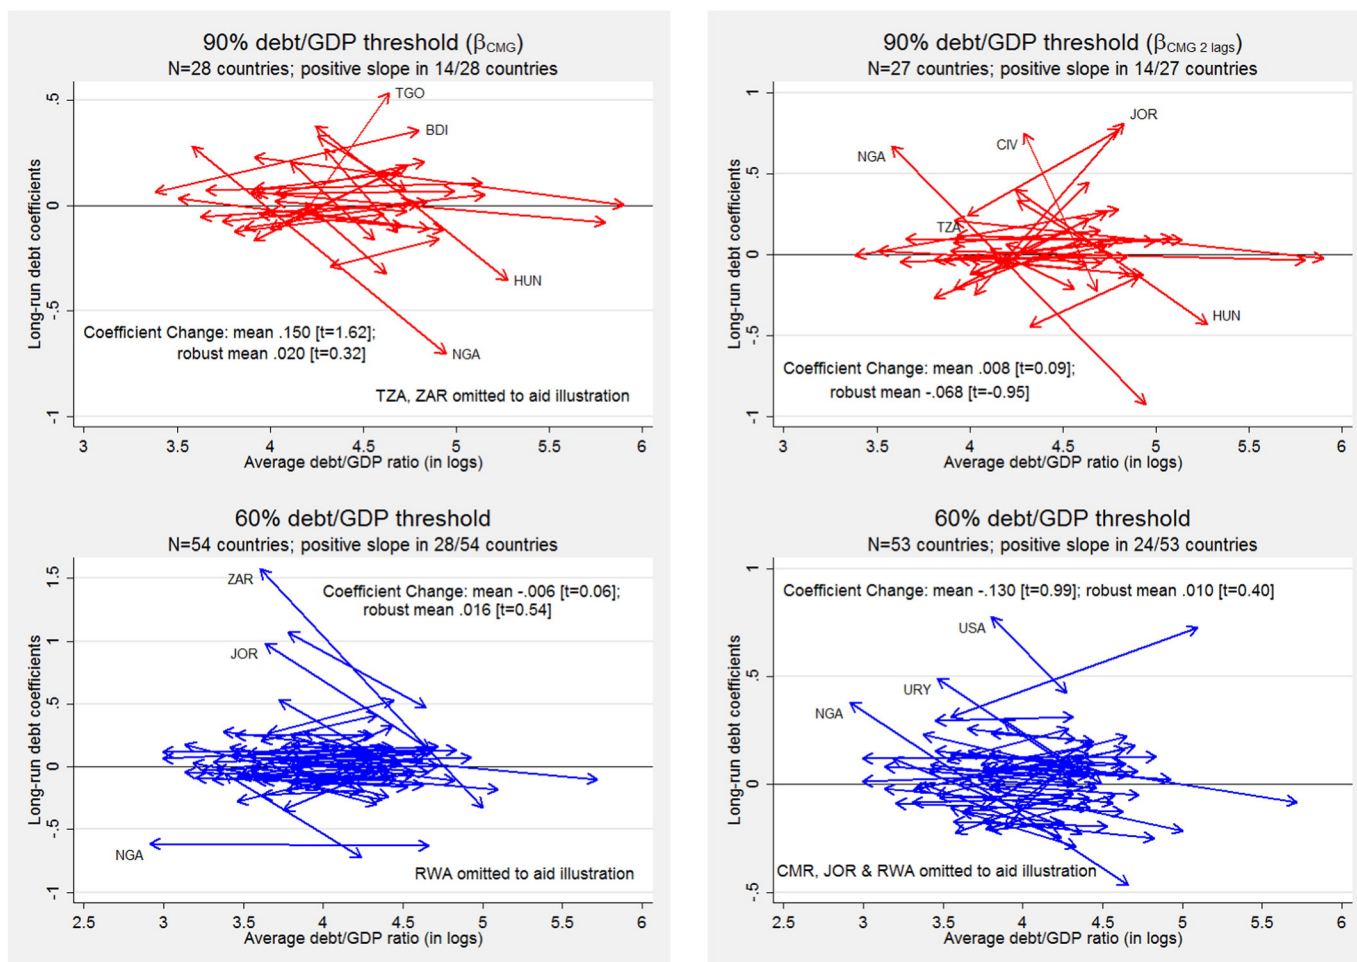 90% debt/GDP threshold (βCMG)
N=28 countries; positive slope in 14/28 countries
Long-run debt coefficients
.5
0
-.5
-1
TGO
BDI
HUN
NGA
Coefficient Change: mean .150 [t=1.62];
robust mean .020 [t=0.32]
TZA, ZAR omitted to aid illustration
3 3.5 4 4.5 5 5.5 6
Average debt/GDP ratio (in logs)
90% debt/GDP threshold (βCMG 2 lags)
N=27 countries; positive slope in 14/27 countries
Long-run debt coefficients
1
.5
0
-.5
-1
JOR
CIV
NGA
TZA
HUN
Coefficient Change: mean .008 [t=0.09];
robust mean -.068 [t=-0.95]
3 3.5 4 4.5 5 5.5 6
Average debt/GDP ratio (in logs)
60% debt/GDP threshold
N=54 countries; positive slope in 28/54 countries
Long-run debt coefficients
1.5
1
.5
0
-.5
-1
ZAR
Coefficient Change: mean -.006 [t=0.06];
robust mean .016 [t=0.54]
JOR
NGA
RWA omitted to aid illustration
2.5 3 3.5 4 4.5 5 5.5 6
Average debt/GDP ratio (in logs)
60% debt/GDP threshold
N=53 countries; positive slope in 24/53 countries
Long-run debt coefficients
1
.5
0
-.5
Coefficient Change: mean -.130 [t=0.99]; robust mean .010 [t=0.40]
USA
URY
NGA
CMR, JOR & RWA omitted to aid illustration
2.5 3 3.5 4 4.5 5 5.5 6
Average debt/GDP ratio (in logs)